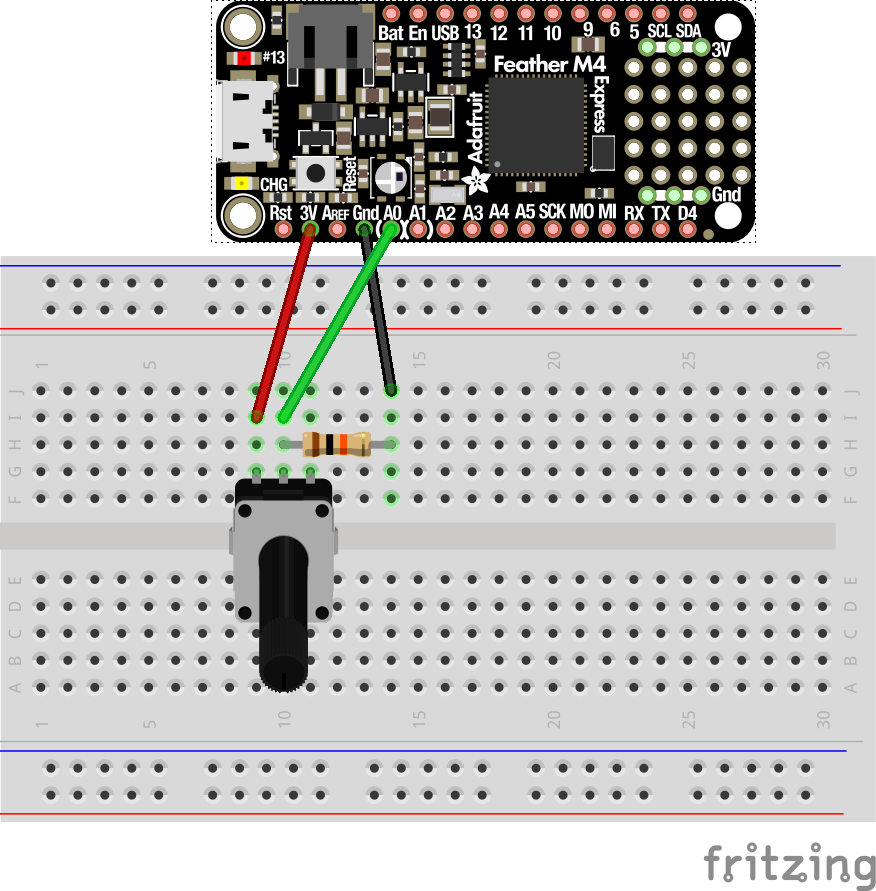 Bat En USB 13 12 11 10 9 6 5 SCL SDA
#13
3V
Feather M4
Express
Adafruit
Reset
CHG
Gnd
Rst 3V AREF Gnd A0 A1 A2 A3 A4 A5 SCK MO MI RX TX D4
1 5 10 15 20 25 30
J J
I I
H H
G G
F F
E E
D D
C C
B B
A A
1 5 10 15 20 25 30
fritzing